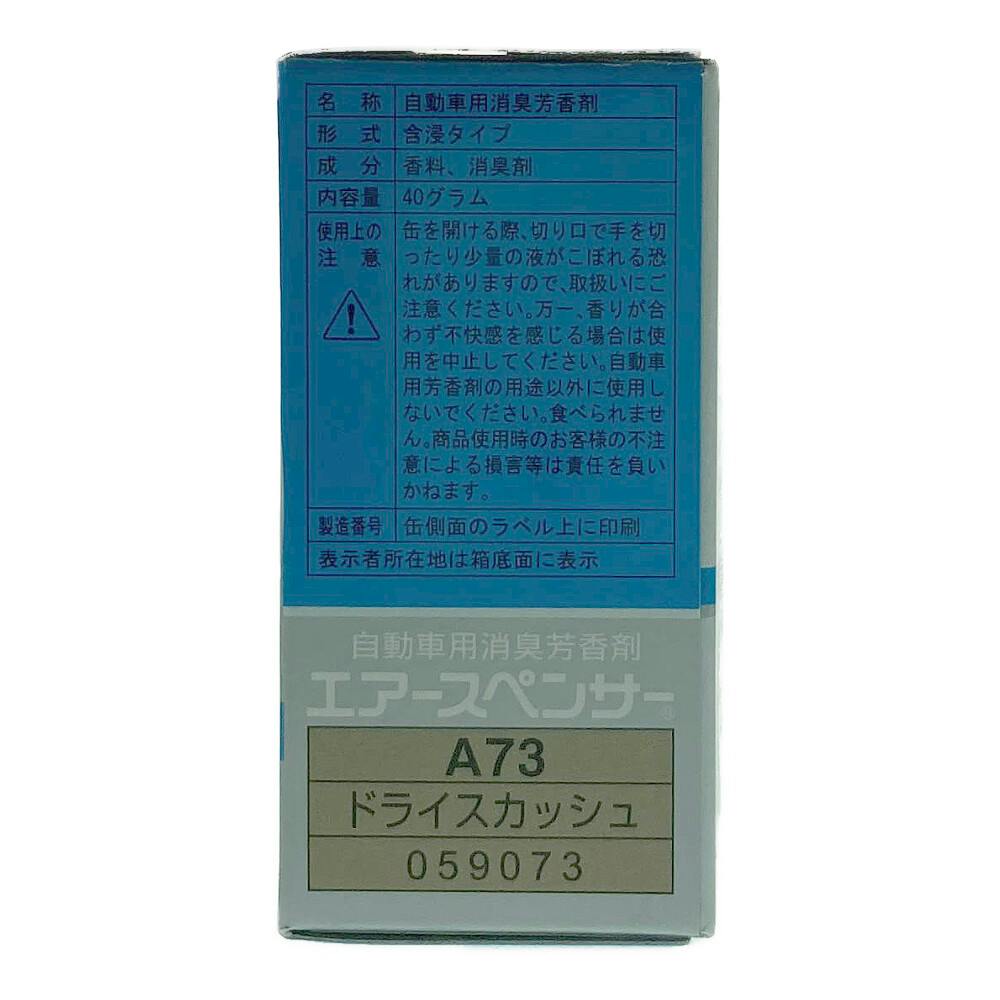 名称 自動車用消臭芳香剤
形式 含浸タイプ
成分 香料、消臭剤
内容量 40グラム
使用上の注意 缶を開ける際、切り口で手を切
ったり少量の液がこぼれる恐
れがありますので、取扱いにご
注意ください。万一、香りが合
わず不快感を感じる場合は使
用を中止してください。自動車
用芳香剤の用途以外に使用し
ないでください。食べられませ
ん。商品使用時のお客様の不注
意による損害等は責任を負い
かねます。
製造番号 缶側面のラベル上に印刷
表示者所在地は箱底面に表示
自動車用消臭芳香剤
エアースペンサー®
A73
ドライスカッシュ
059073